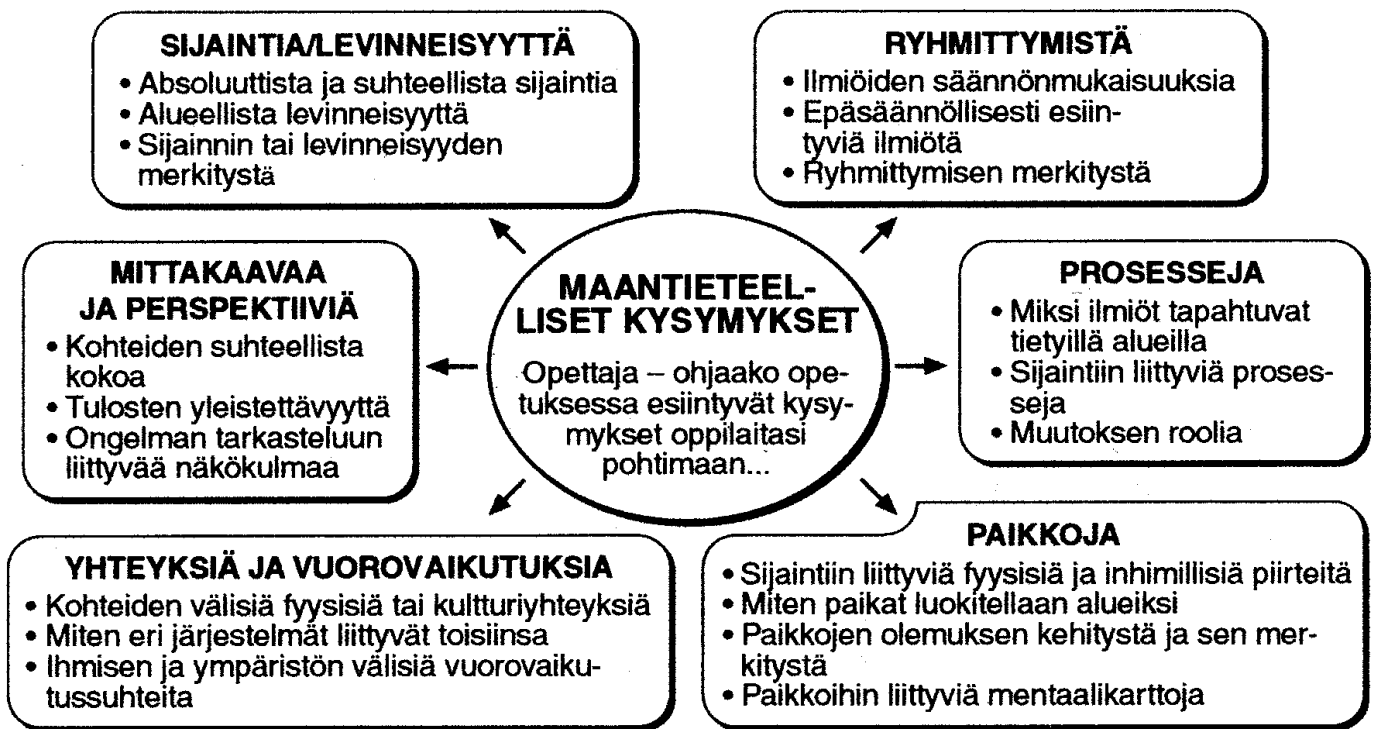 SIJAINTIA/LEVINNEISYYTTÄ
• Absoluuttista ja suhteellista sijaintia
• Alueellista levinneisyyttä
• Sijainnin tai levinneisyyden
merkitystä
RYHMITTYMISTÄ
• Ilmiöiden säännönmukaisuuksia
• Epäsäännöllisesti esiin-
tyviä ilmiötä
• Ryhmittymisen merkitystä
MITTAKAAVAA
JA PERSPEKTIIVIÄ
• Kohteiden suhteellista
kokoa
• Tulosten yleistettävyyttä
• Ongelman tarkasteluun
liittyvää näkökulmaa
MAANTIETEEL-
LISET KYSYMYKSET
Opettaja – ohjaako ope-
tuksessa esiintyvät kysy-
mykset oppilaitasi
pohtimaan...
PROSESSEJA
• Miksi ilmiöt tapahtuvat
tietyillä alueilla
• Sijaintiin liittyviä proses-
seja
• Muutoksen roolia
YHTEYKSIÄ JA VUOROVAIKUTUKSIA
• Kohteiden välisiä fyysisiä tai kultturiyhteyksiä
• Miten eri järjestelmät liittyvät toisiinsa
• Ihmisen ja ympäristön välisiä vuorovaiku-
tussuhteita
PAIKKOJA
• Sijaintiin liittyviä fyysisiä ja inhimillisiä piirteitä
• Miten paikat luokitellaan alueiksi
• Paikkojen olemuksen kehitystä ja sen mer-
kitystä
• Paikkoihin liittyviä mentaalikarttoja